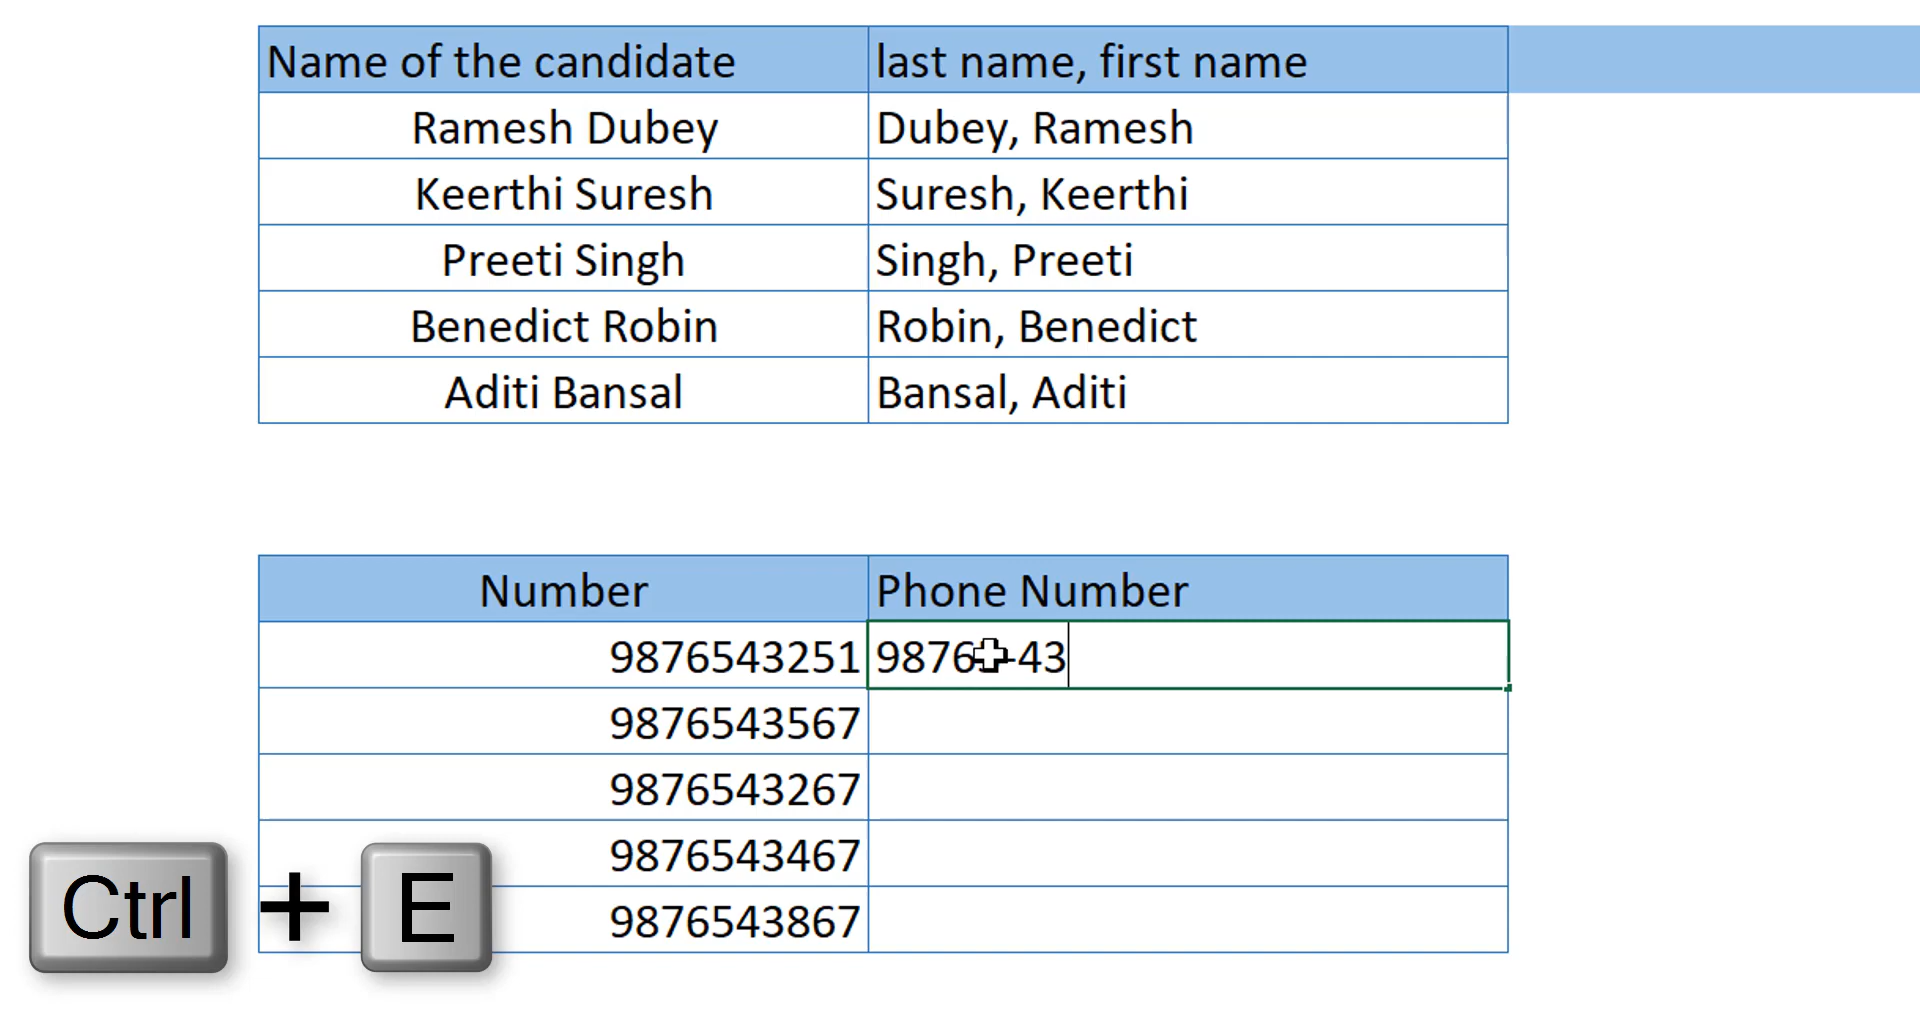 Name of the candidate last name, first name
Ramesh Dubey Dubey, Ramesh
Keerthi Suresh Suresh, Keerthi
Preeti Singh Singh, Preeti
Benedict Robin Robin, Benedict
Aditi Bansal Bansal, Aditi
Number Phone Number
9876543251
9876543567
9876543267
9876543467
9876543867
Ctrl + E